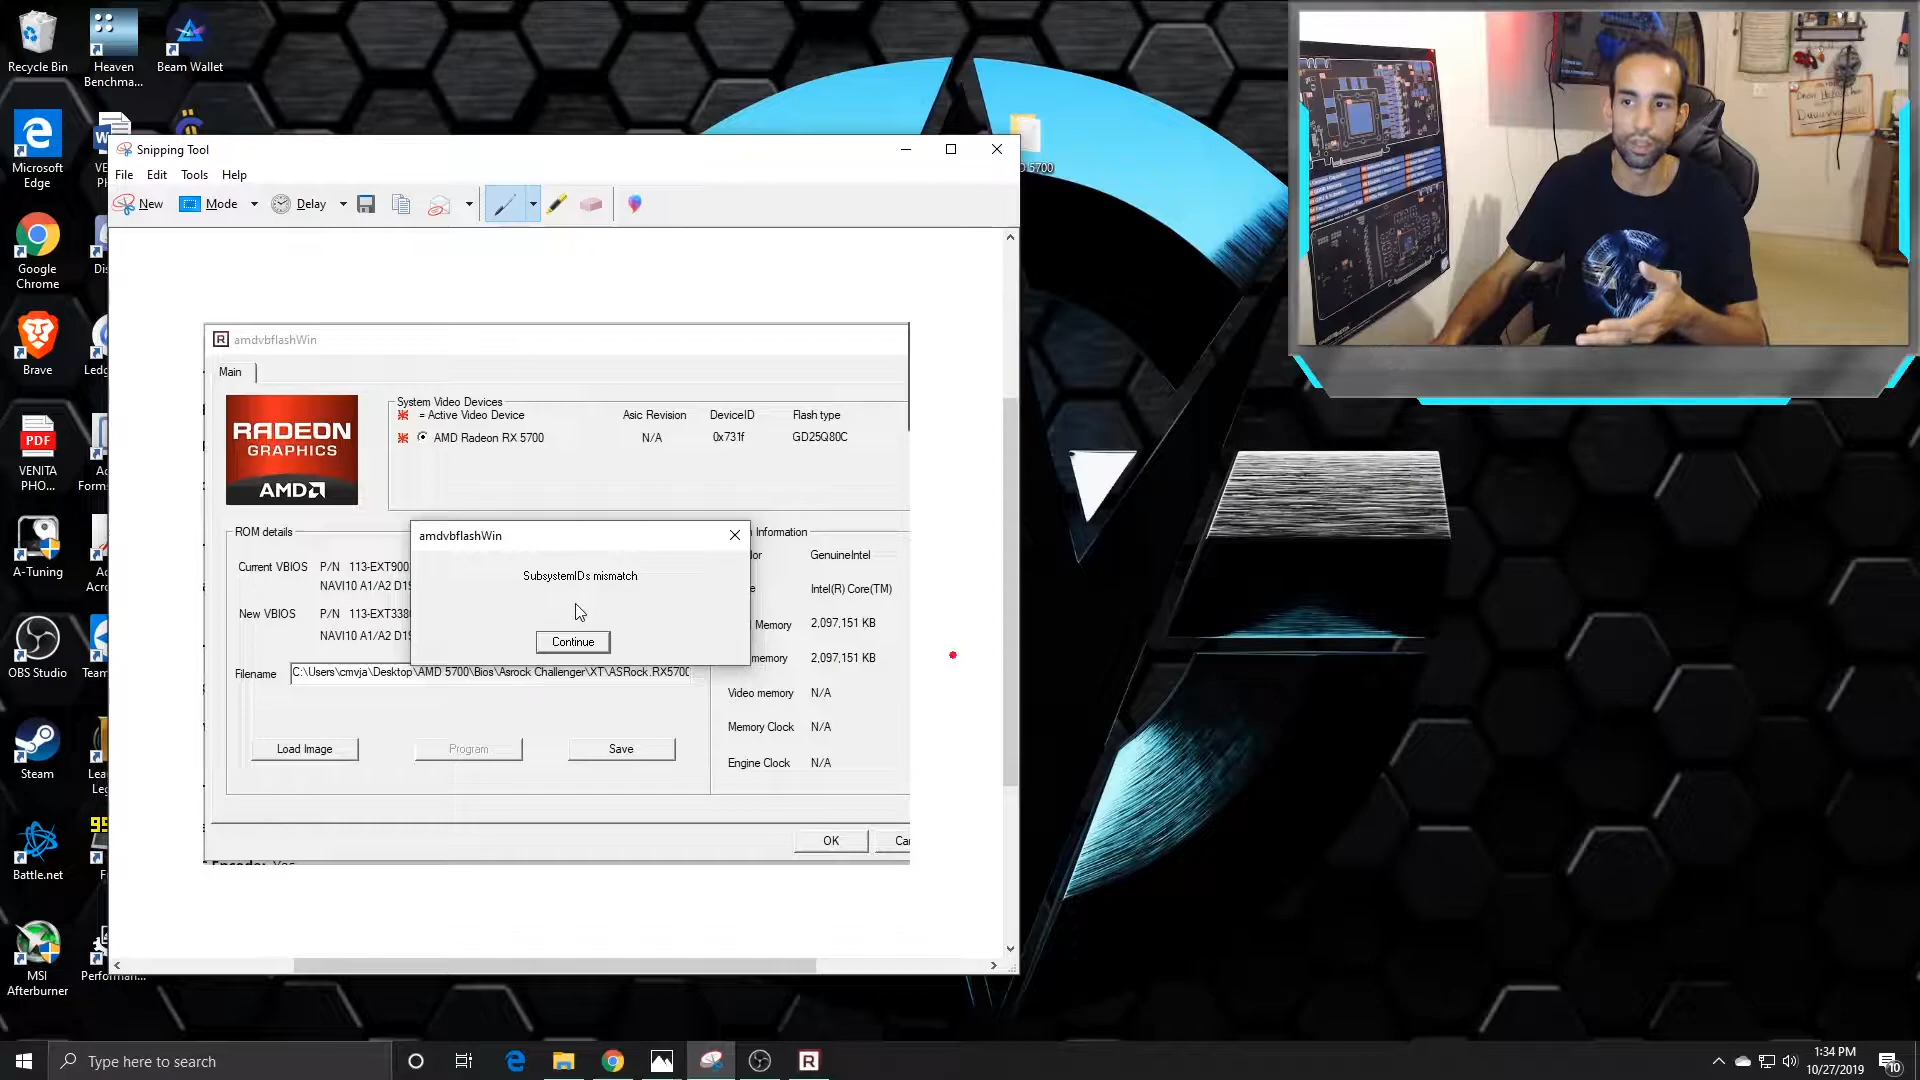 Recycle Bin
Heaven
Benchma...
Beam Wallet
Microsoft
Edge
Google
Chrome
Brave
PDF
VENITA
PHO...
A-Tuning
OBS Studio
Steam
Battle.net
MSI
Afterburner
Performan...
5700
Snipping Tool
File Edit Tools Help
New Mode Delay
amdvbflashWin
Main
RADEON
GRAPHICS
AMD
System Video Devices
= Active Video Device Asic Revision DeviceID Flash type
AMD Radeon RX 5700 N/A 0x731f GD25Q80C
ROM details
Current VBIOS P/N 113-EXT900
NAVI10 A1/A2 D19
New VBIOS P/N 113-EXT338
NAVI10 A1/A2 D19
Filename C:\Users\cmvja\Desktop\AMD 5700\Bios\Asrock Challenger\XT\ASRock.RX5700
Load Image Program Save
amdvbflashWin
SubsystemIDs mismatch
Continue
Information
GenuineIntel
Intel(R) Core(TM)
Memory 2,097,151 KB
memory 2,097,151 KB
Video memory N/A
Memory Clock N/A
Engine Clock N/A
OK
Type here to search
1:34 PM
10/27/2019
10